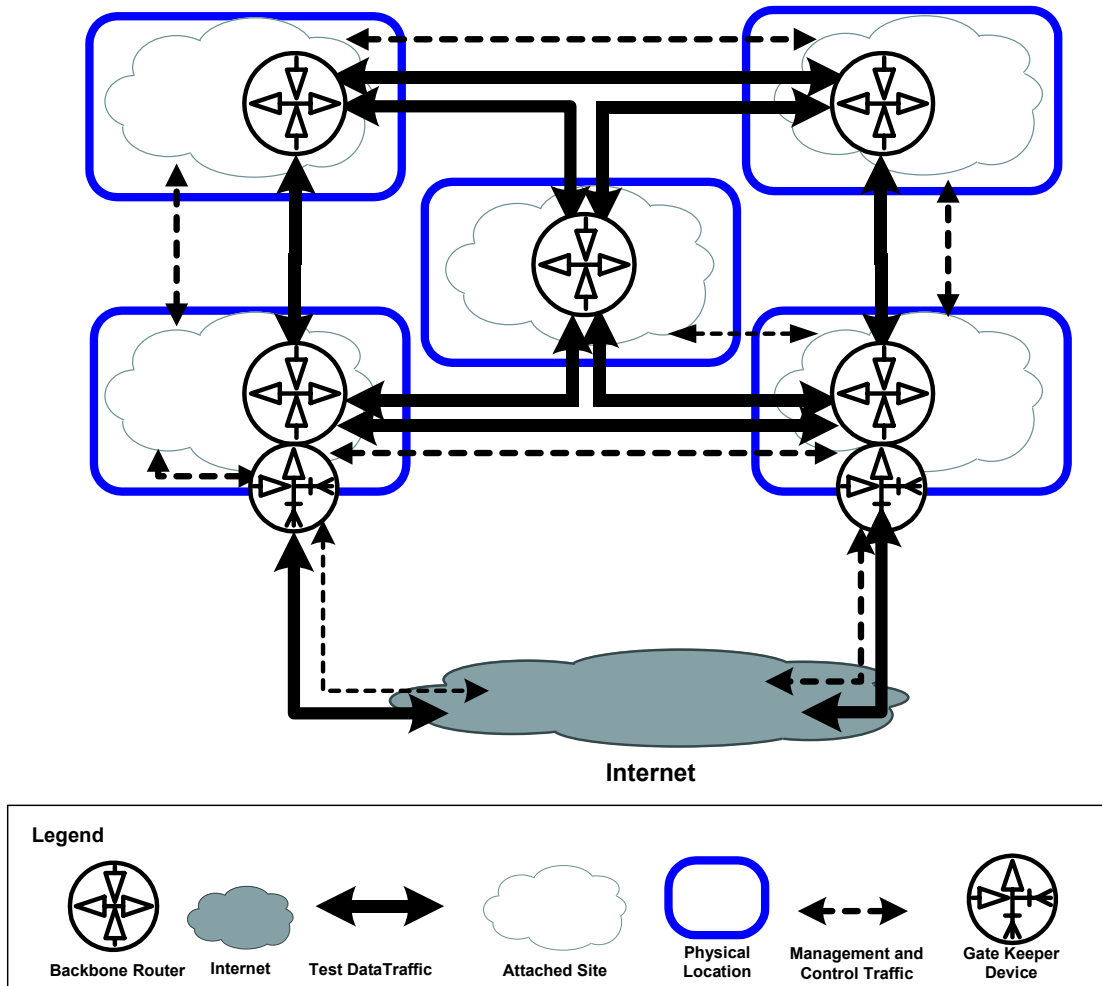 Internet
Legend
Backbone Router
Internet
Test DataTraffic
Attached Site
Physical
Location
Management and
Control Traffic
Gate Keeper
Device